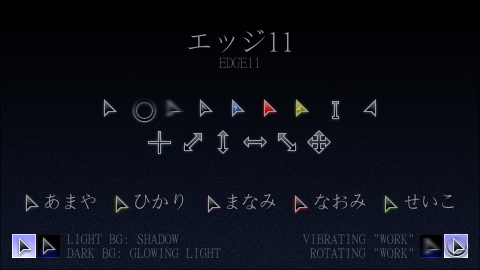 エッジ11
EDGE11
あまや ひかり まなみ なおみ せいこ
LIGHT BG: SHADOW
DARK BG: GLOWING LIGHT
VIBRATING "WORK"
ROTATING "WORK"